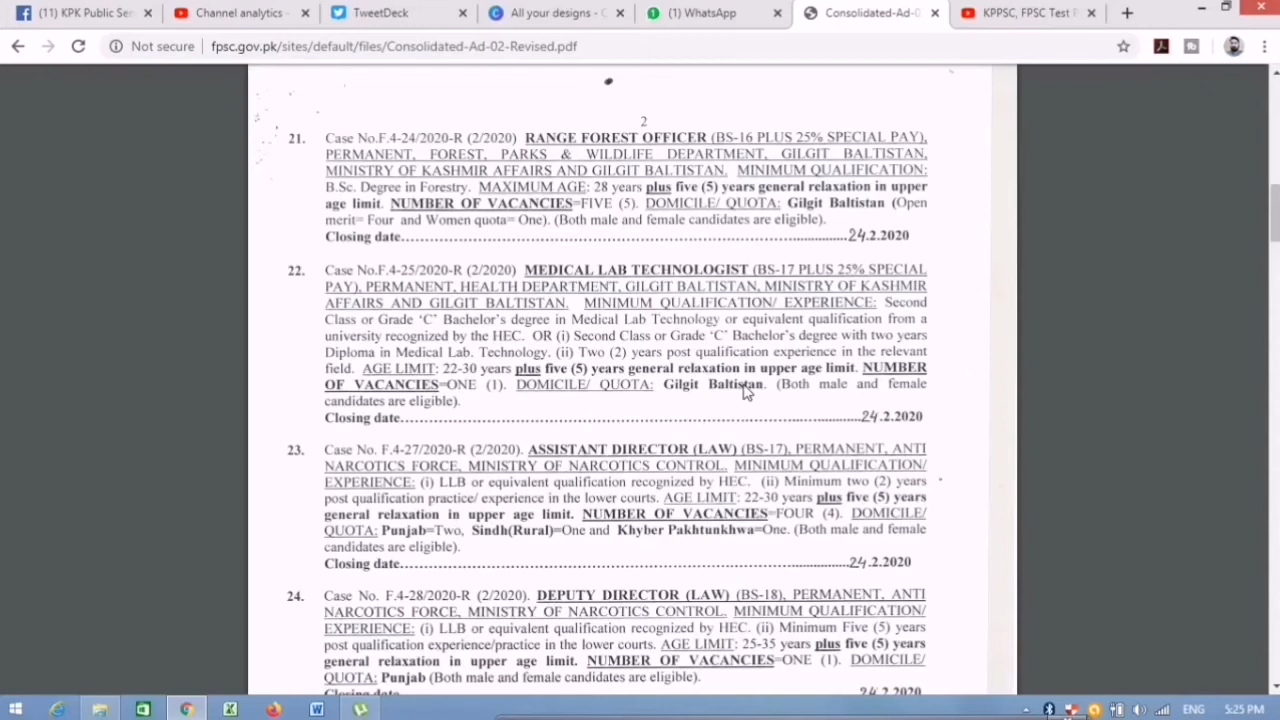 (11) KPK Public Ser
Channel analytics -
TweetDeck
All your designs - C
(1) WhatsApp
Consolidated-Ad-0
KPPSC, FPSC Test F
Not secure
fpsc.gov.pk/sites/default/files/Consolidated-Ad-02-Revised.pdf
2
21. Case No.F.4-24/2020-R (2/2020) RANGE FOREST OFFICER (BS-16 PLUS 25% SPECIAL PAY),
PERMANENT, FOREST, PARKS & WILDLIFE DEPARTMENT, GILGIT BALTISTAN,
MINISTRY OF KASHMIR AFFAIRS AND GILGIT BALTISTAN. MINIMUM QUALIFICATION:
B.Sc. Degree in Forestry. MAXIMUM AGE: 28 years plus five (5) years general relaxation in upper
age limit. NUMBER OF VACANCIES=FIVE (5). DOMICILE/ QUOTA: Gilgit Baltistan (Open
merit= Four and Women quota= One). (Both male and female candidates are eligible).
Closing date.....................................................................................................24.2.2020
22. Case No.F.4-25/2020-R (2/2020) MEDICAL LAB TECHNOLOGIST (BS-17 PLUS 25% SPECIAL
PAY), PERMANENT, HEALTH DEPARTMENT, GILGIT BALTISTAN, MINISTRY OF KASHMIR
AFFAIRS AND GILGIT BALTISTAN. MINIMUM QUALIFICATION/ EXPERIENCE: Second
Class or Grade ‘C’ Bachelor’s degree in Medical Lab Technology or equivalent qualification from a
university recognized by the HEC. OR (i) Second Class or Grade ‘C’ Bachelor’s degree with two years
Diploma in Medical Lab. Technology. (ii) Two (2) years post qualification experience in the relevant
field. AGE LIMIT: 22-30 years plus five (5) years general relaxation in upper age limit. NUMBER
OF VACANCIES=ONE (1). DOMICILE/ QUOTA: Gilgit Baltistan. (Both male and female
candidates are eligible).
Closing date.....................................................................................................24.2.2020
23. Case No. F.4-27/2020-R (2/2020). ASSISTANT DIRECTOR (LAW) (BS-17), PERMANENT, ANTI
NARCOTICS FORCE, MINISTRY OF NARCOTICS CONTROL. MINIMUM QUALIFICATION/
EXPERIENCE: (i) LLB or equivalent qualification recognized by HEC. (ii) Minimum two (2) years
post qualification practice/ experience in the lower courts. AGE LIMIT: 22-30 years plus five (5) years
general relaxation in upper age limit. NUMBER OF VACANCIES=FOUR (4). DOMICILE/
QUOTA: Punjab=Two, Sindh(Rural)=One and Khyber Pakhtunkhwa=One. (Both male and female
candidates are eligible).
Closing date.....................................................................................................24.2.2020
24. Case No. F.4-28/2020-R (2/2020). DEPUTY DIRECTOR (LAW) (BS-18), PERMANENT, ANTI
NARCOTICS FORCE, MINISTRY OF NARCOTICS CONTROL. MINIMUM QUALIFICATION/
EXPERIENCE: (i) LLB or equivalent qualification recognized by HEC. (ii) Minimum Five (5) years
post qualification experience/practice in the lower courts. AGE LIMIT: 25-35 years plus five (5) years
general relaxation in upper age limit. NUMBER OF VACANCIES=ONE (1). DOMICILE/
QUOTA: Punjab (Both male and female candidates are eligible).
Closing date 24.2.2020
ENG 5:25 PM